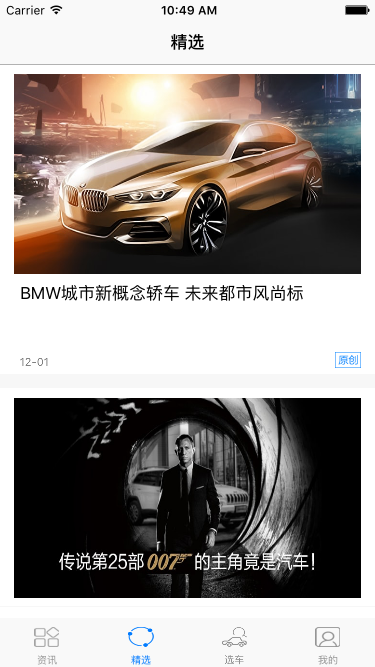 Carrier 10:49 AM
精选
BMW城市新概念轿车 未来都市风尚标
12-01
原创
传说第25部007的主角竟是汽车！
资讯 精选 选车 我的